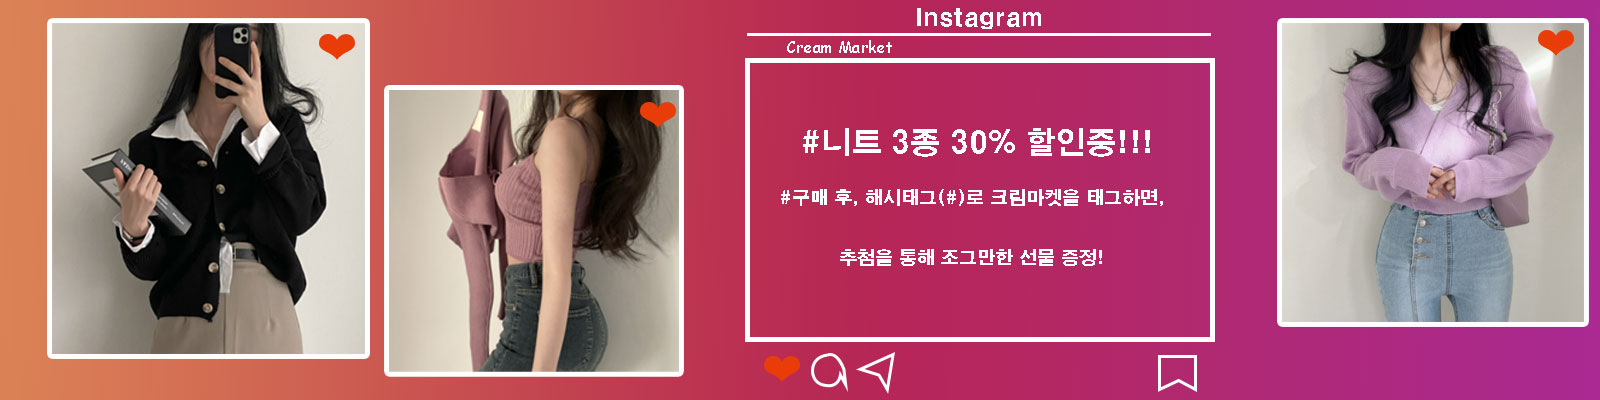 Instagram
Cream Market
#니트 3종 30% 할인중!!!
#구매 후, 해시태그(#)로 크림마켓을 태그하면,
추첨을 통해 조그만한 선물 증정!